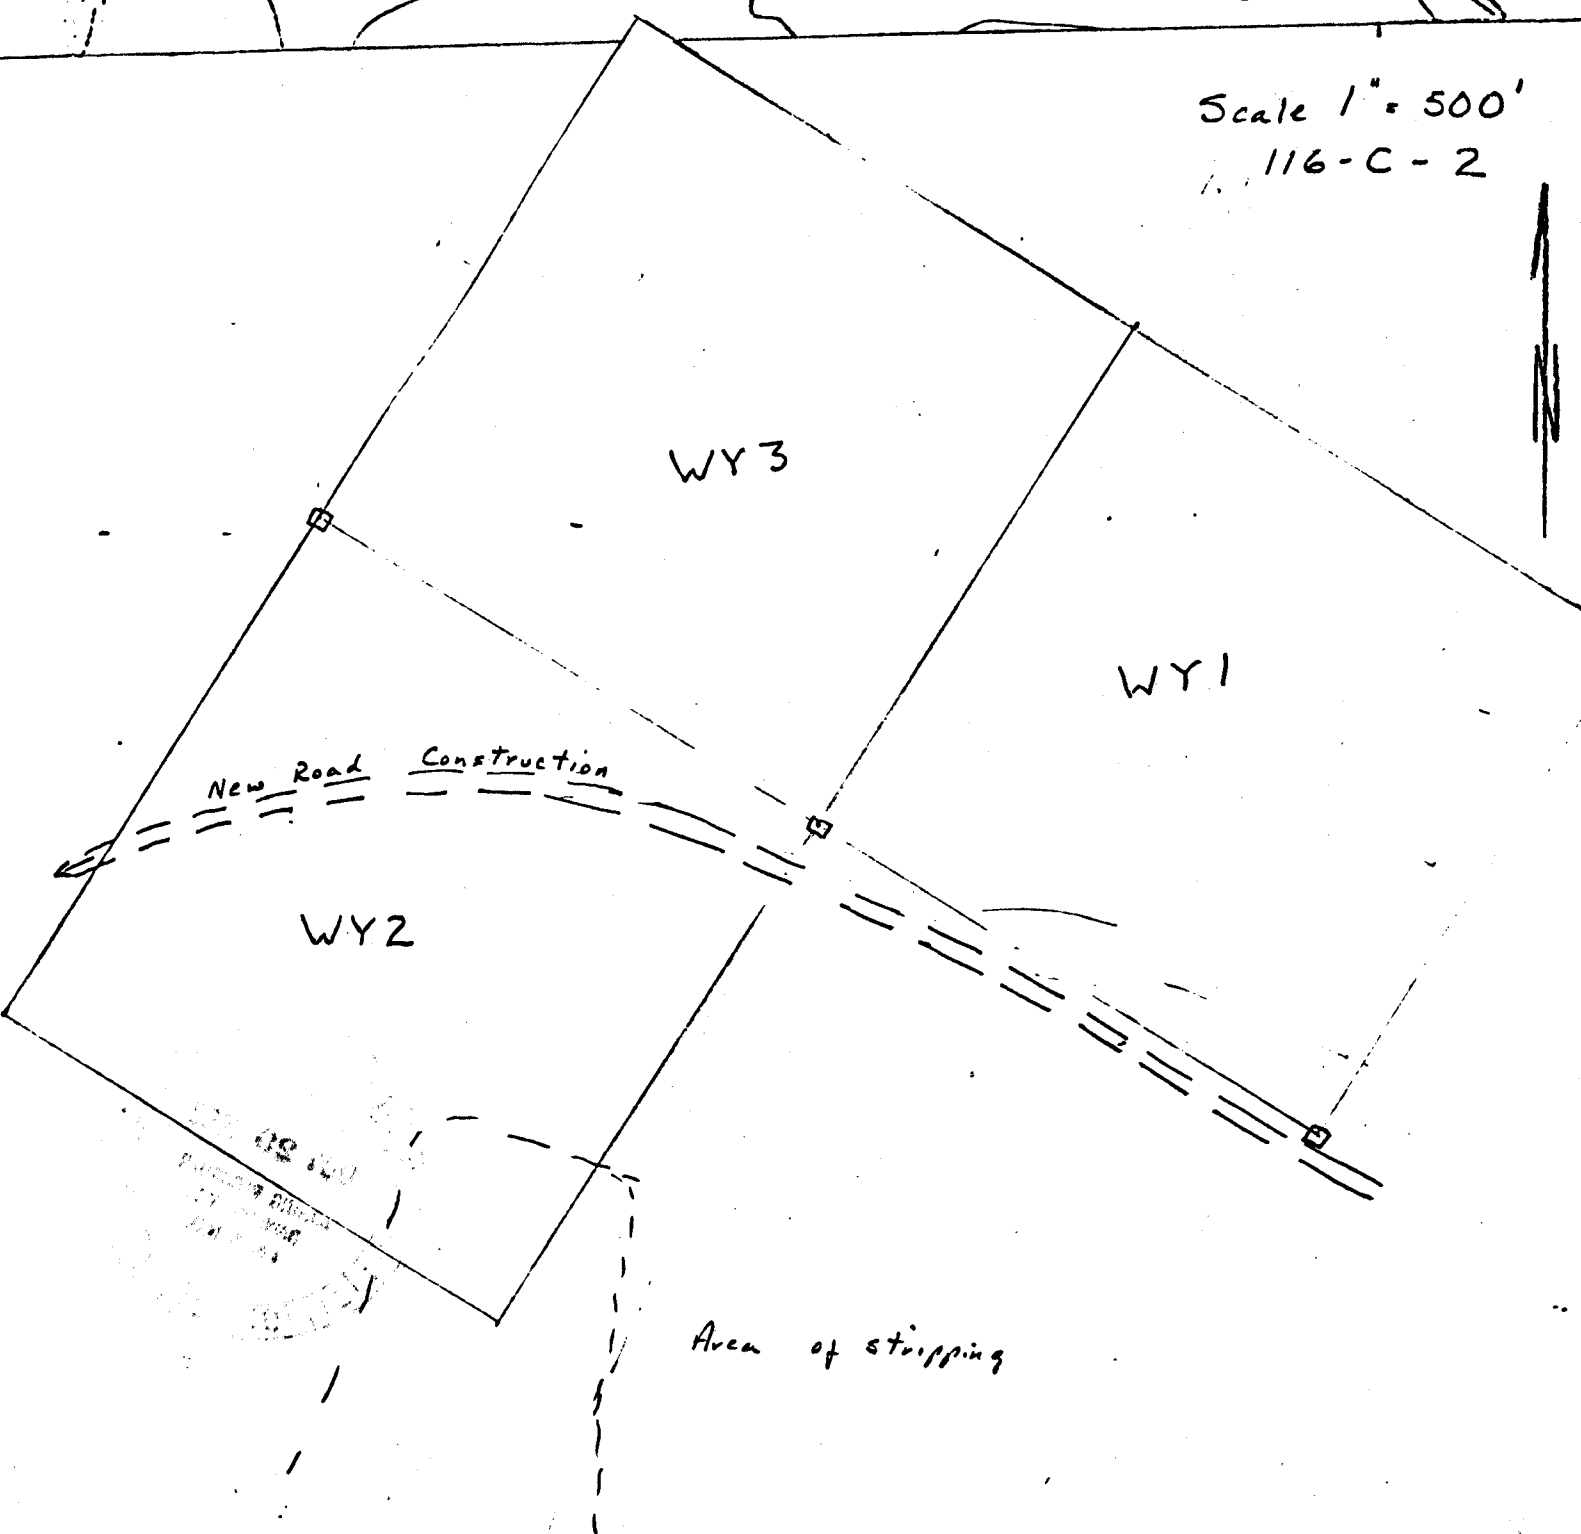 Scale 1" = 500'
116-C-2
N
WY3
WY1
New Road Construction
WY2
Area of stripping